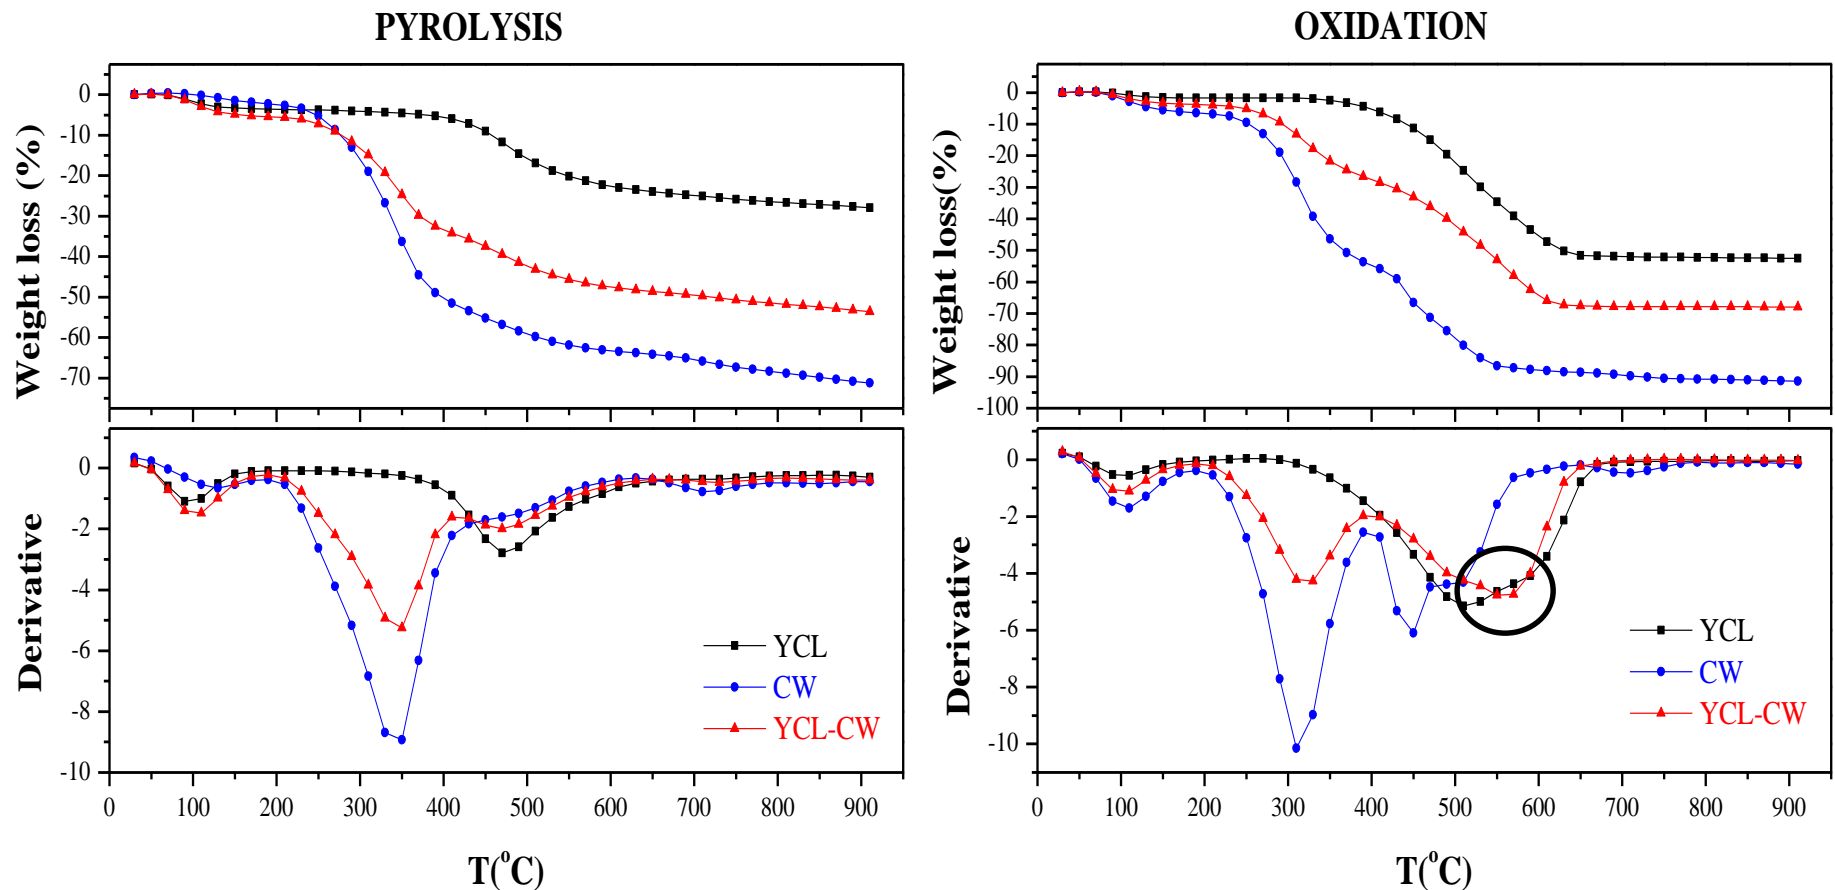 PYROLYSIS
0
-10
-20
-30
-40
-50
-60
-70
Weight loss (%)
0
-2
-4
-6
-8
-10
Derivative
YCL
CW
YCL-CW
0 100 200 300 400 500 600 700 800 900
T(°C)
OXIDATION
0
-10
-20
-30
-40
-50
-60
-70
-80
-90
-100
Weight loss(%)
0
-2
-4
-6
-8
-10
Derivative
YCL
CW
YCL-CW
0 100 200 300 400 500 600 700 800 900
T(°C)